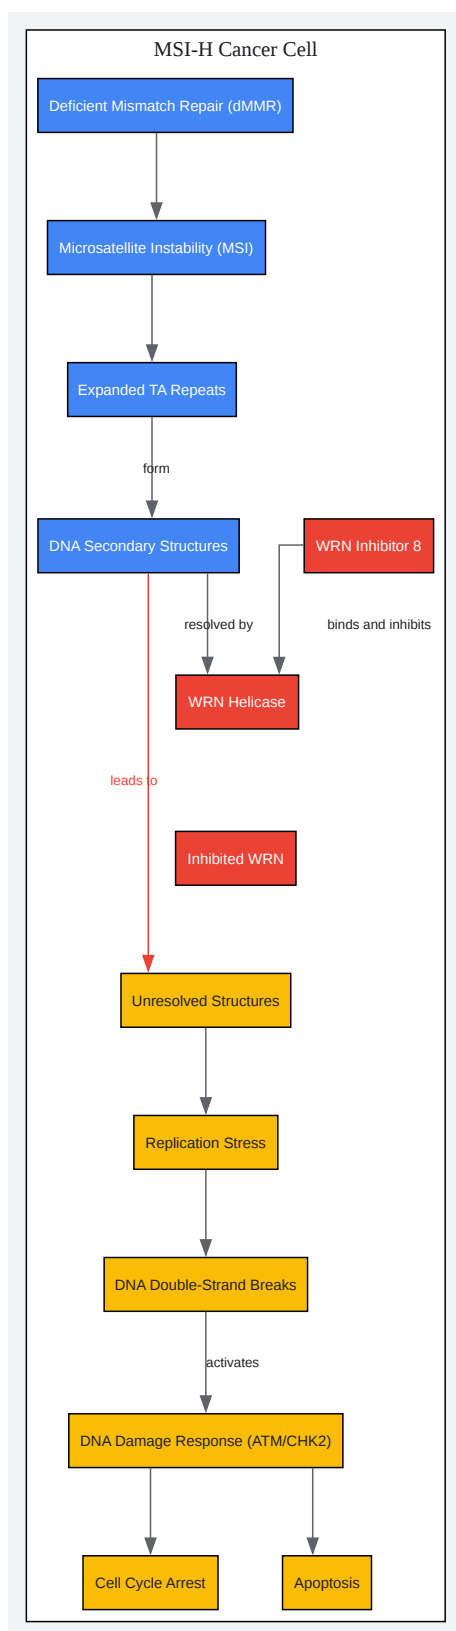 MSI-H Cancer Cell
Deficient Mismatch Repair (dMMR)
Microsatellite Instability (MSI)
Expanded TA Repeats
form
DNA Secondary Structures
WRN Inhibitor 8
resolved by
binds and inhibits
WRN Helicase
leads to
Inhibited WRN
Unresolved Structures
Replication Stress
DNA Double-Strand Breaks
activates
DNA Damage Response (ATM/CHK2)
Cell Cycle Arrest
Apoptosis